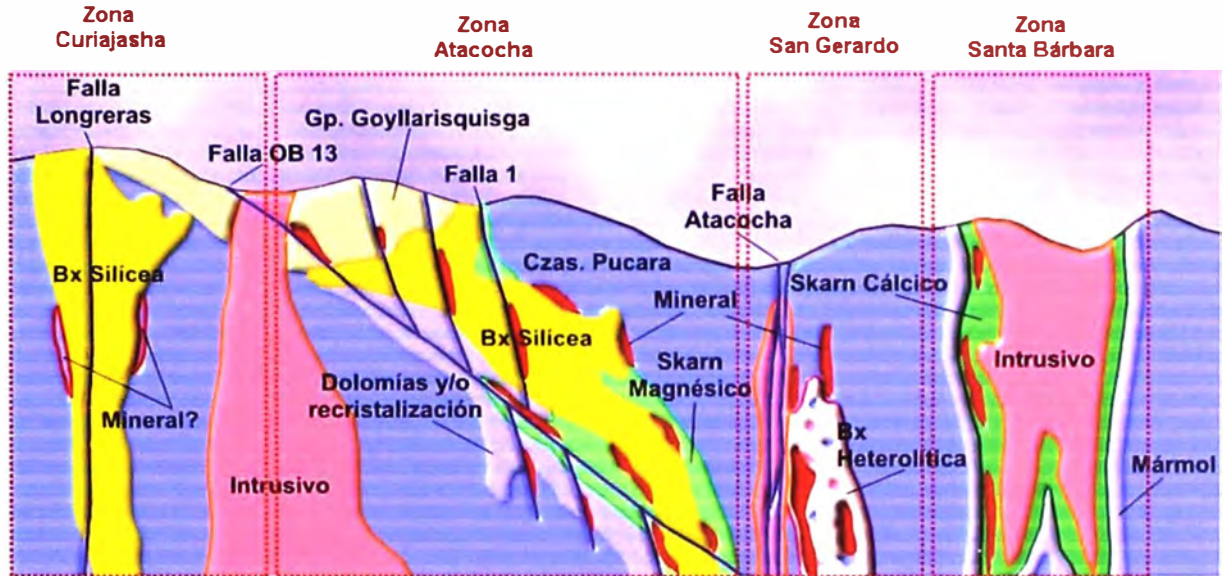 Zona
Curiajasha
Zona
Atacocha
Zona
San Gerardo
Zona
Santa Bárbara
Falla
Longreras
Gp. Goyllarisquisga
Falla OB 13
Falla 1
Falla
Atacocha
Czas. Pucara
Skarn Cálcico
Bx Silicea
Mineral
Bx Silicea
Intrusivo
Skarn
Magnésico
Dolomías y/o
recristalización
Mineral?
Bx
Heterolítica
Mármol
Intrusivo